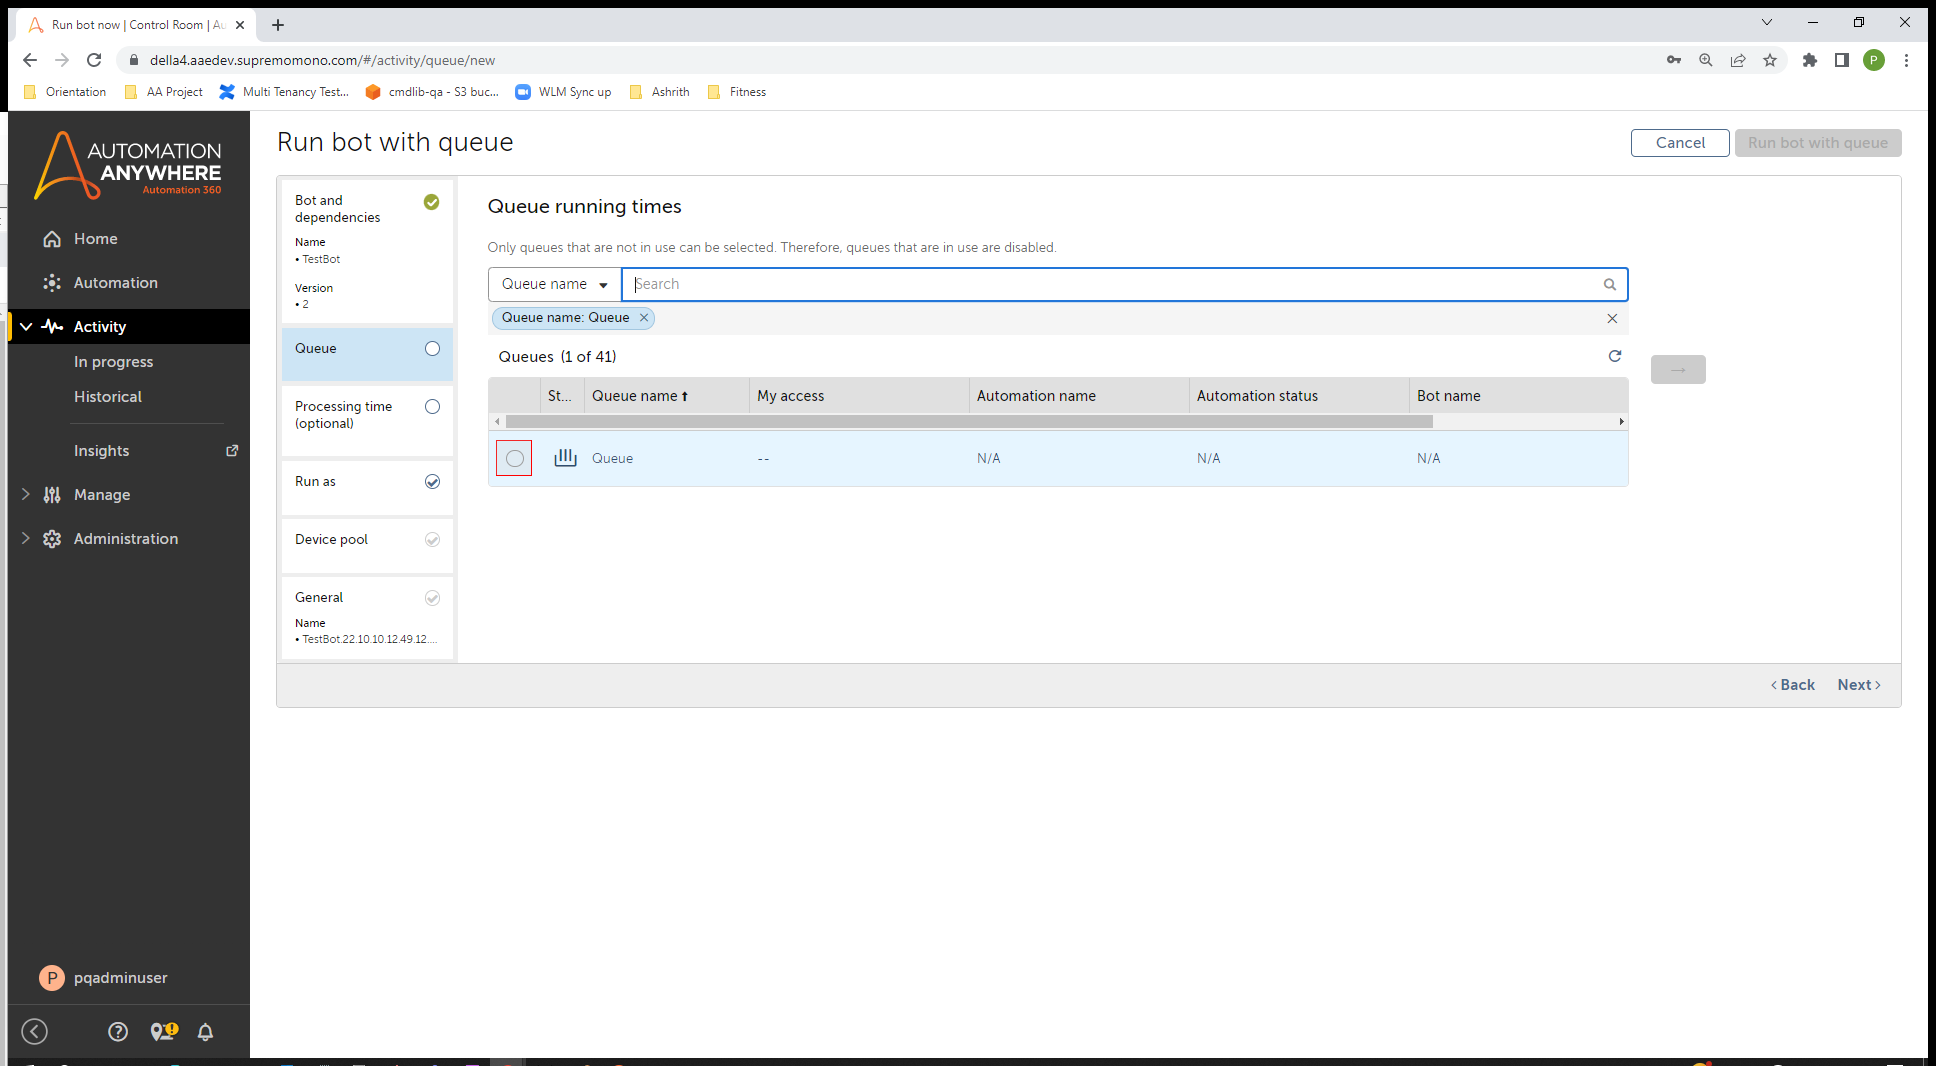 Run bot now | Control Room | Au
della4.aaedev.supremomono.com/#/activity/queue/new
P
Orientation
AA Project
Multi Tenancy Test...
cmdlib-qa - S3 buc...
WLM Sync up
Ashrith
Fitness
AUTOMATION
ANYWHERE
Automation 360
Home
Automation
Activity
In progress
Historical
Insights
Manage
Administration
P pqadminuser
Run bot with queue
Cancel
Run bot with queue
Bot and
dependencies
Name
• TestBot
Version
• 2
Queue
Processing time
(optional)
Run as
Device pool
General
Name
• TestBot.22.10.10.12.49.12....
Queue running times
Only queues that are not in use can be selected. Therefore, queues that are in use are disabled.
Queue name
Search
Queue name: Queue
Queues (1 of 41)
St... Queue name My access Automation name Automation status Bot name
Queue -- N/A N/A N/A
Back Next